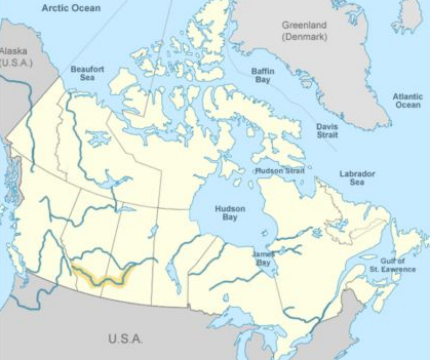 Arctic Ocean
Greenland
(Denmark)
Alaska
(U.S.A.)
Beaufort
Sea
Baffin
Bay
Atlantic
Ocean
Davis
Strait
Hudson Strait
Labrador
Sea
Hudson
Bay
James
Bay
Gulf of
St. Lawrence
U.S.A.